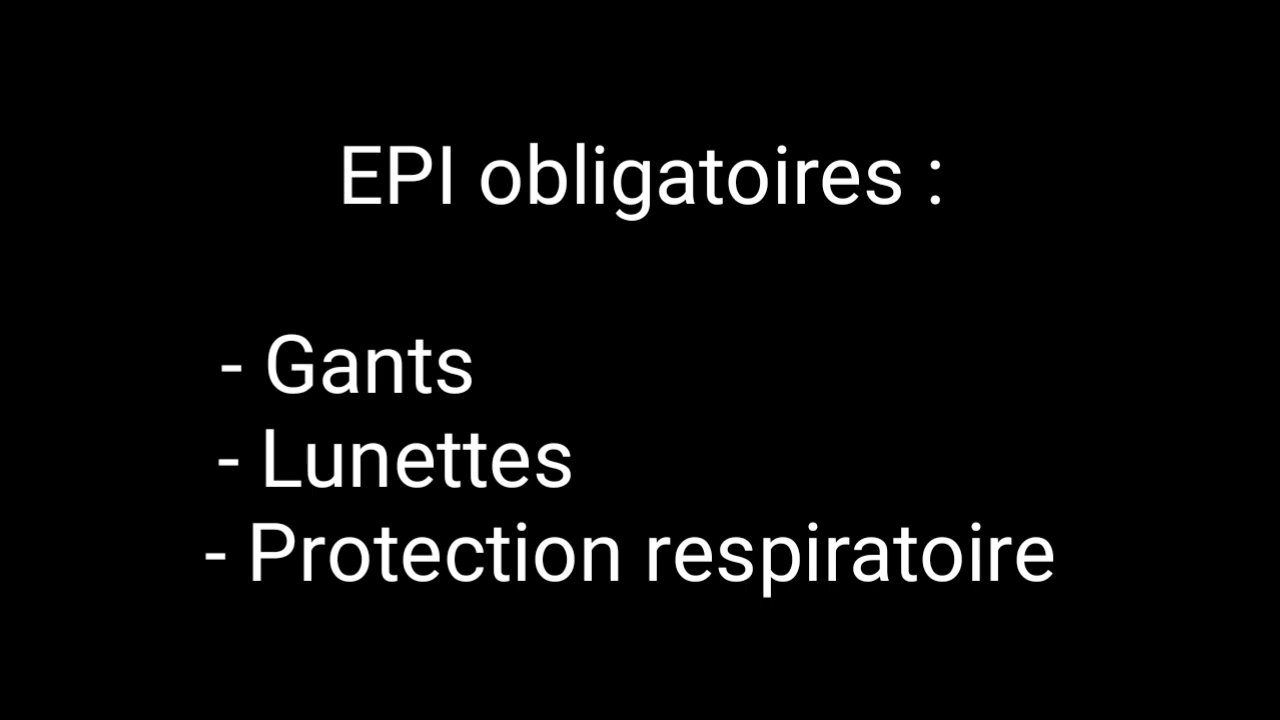 EPI obligatoires :
- Gants
- Lunettes
- Protection respiratoire